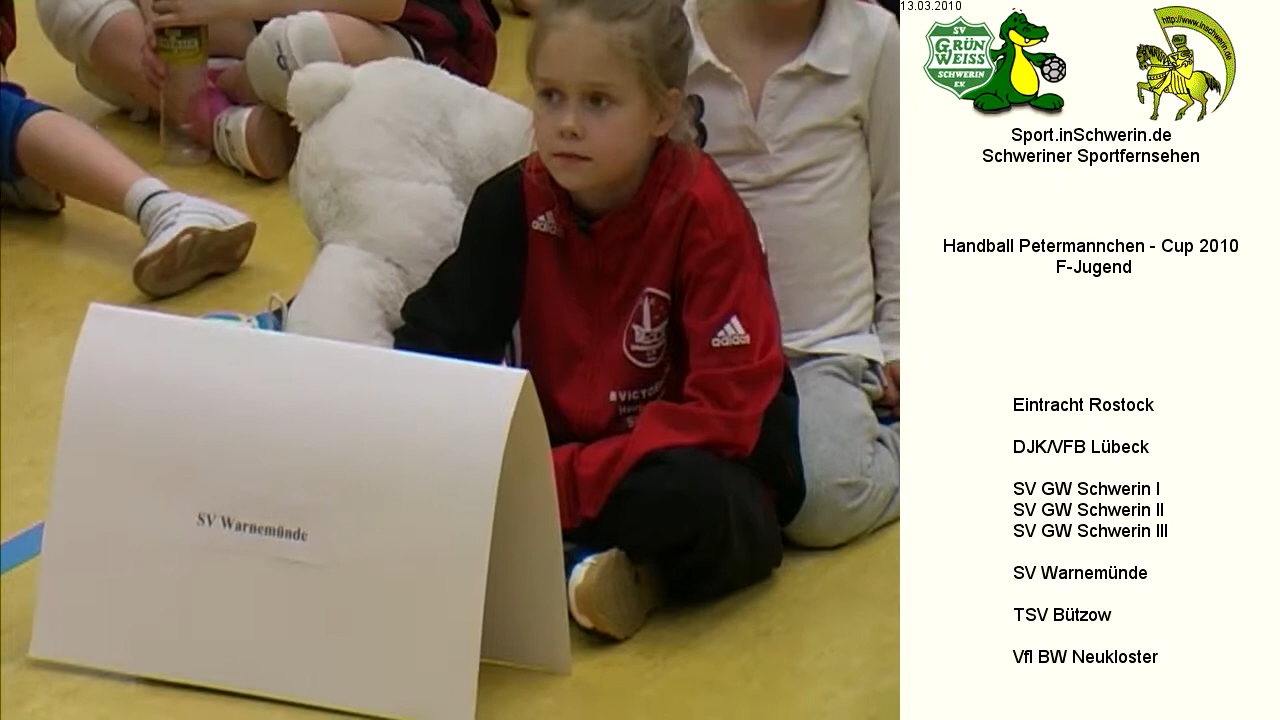 13.03.2010
SV
GRÜN
WEISS
SCHWERIN
E.V.
http://www.inschwerin.de
Sport.inSchwerin.de
Schweriner Sportfernsehen
Handball Petermannchen - Cup 2010
F-Jugend
Eintracht Rostock
DJK/VFB Lübeck
SV GW Schwerin I
SV GW Schwerin II
SV GW Schwerin III
SV Warnemünde
TSV Bützow
Vfl BW Neukloster
adidas
adidas
VICTOR
SV Warnemünde